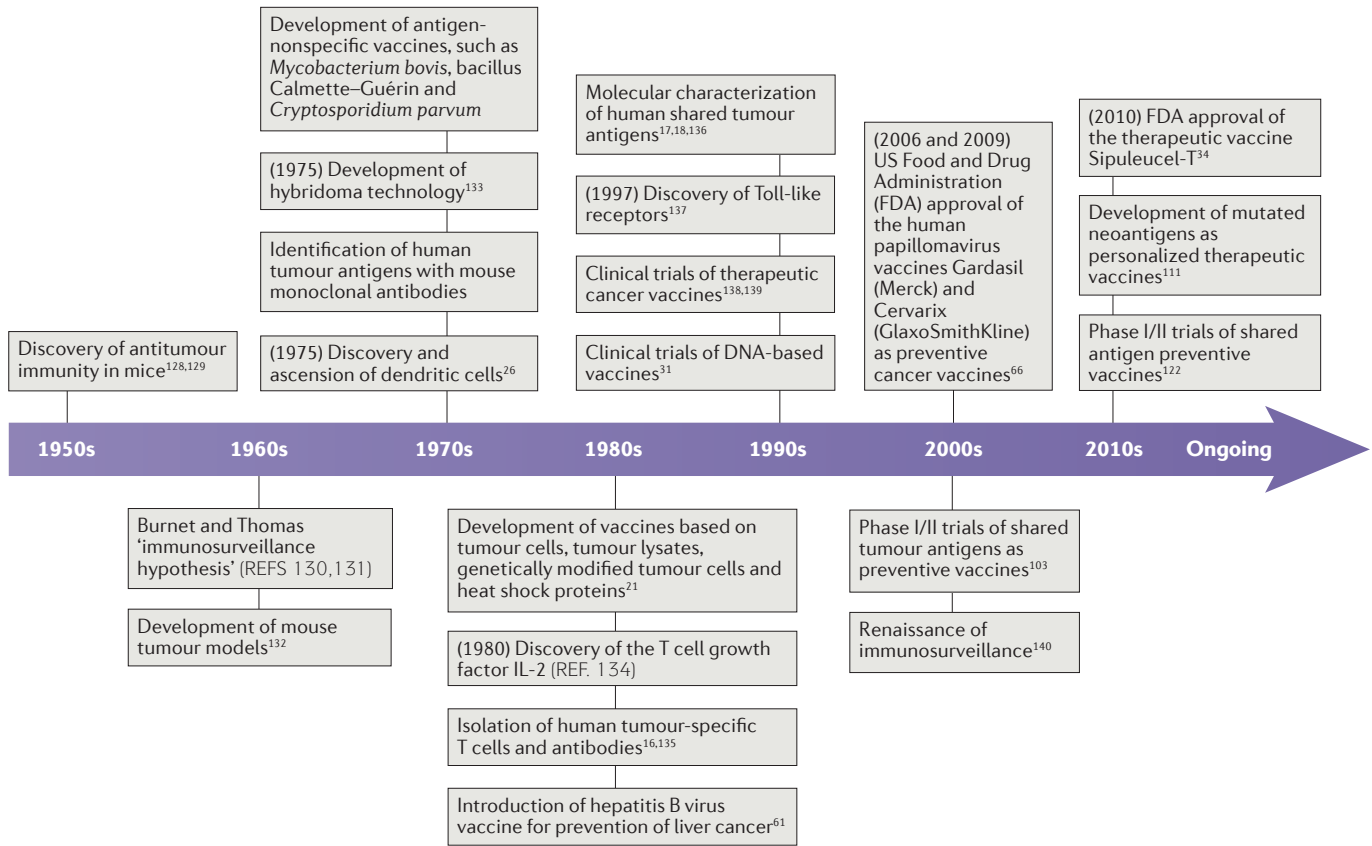 Development of antigen-
nonspecific vaccines, such as
Mycobacterium bovis, bacillus
Calmette–Guérin and
Cryptosporidium parvum
(1975) Development of
hybridoma technology133
Identification of human
tumour antigens with mouse
monoclonal antibodies
(1975) Discovery and
ascension of dendritic cells26
Discovery of antitumour
immunity in mice128,129
Molecular characterization
of human shared tumour
antigens17,18,136
(1997) Discovery of Toll-like
receptors137
Clinical trials of therapeutic
cancer vaccines138,139
Clinical trials of DNA-based
vaccines31
(2006 and 2009)
US Food and Drug
Administration
(FDA) approval of
the human
papillomavirus
vaccines Gardasil
(Merck) and
Cervarix
(GlaxoSmithKline)
as preventive
cancer vaccines66
(2010) FDA approval of
the therapeutic vaccine
Sipuleucel-T34
Development of mutated
neoantigens as
personalized therapeutic
vaccines111
Phase I/II trials of shared
antigen preventive
vaccines122
1950s 1960s 1970s 1980s 1990s 2000s 2010s Ongoing
Burnet and Thomas
‘immunosurveillance
hypothesis’ (REFS 130,131)
Development of mouse
tumour models132
Development of vaccines based on
tumour cells, tumour lysates,
genetically modified tumour cells and
heat shock proteins21
(1980) Discovery of the T cell growth
factor IL-2 (REF. 134)
Isolation of human tumour-specific
T cells and antibodies16,135
Introduction of hepatitis B virus
vaccine for prevention of liver cancer61
Phase I/II trials of shared
tumour antigens as
preventive vaccines103
Renaissance of
immunosurveillance140